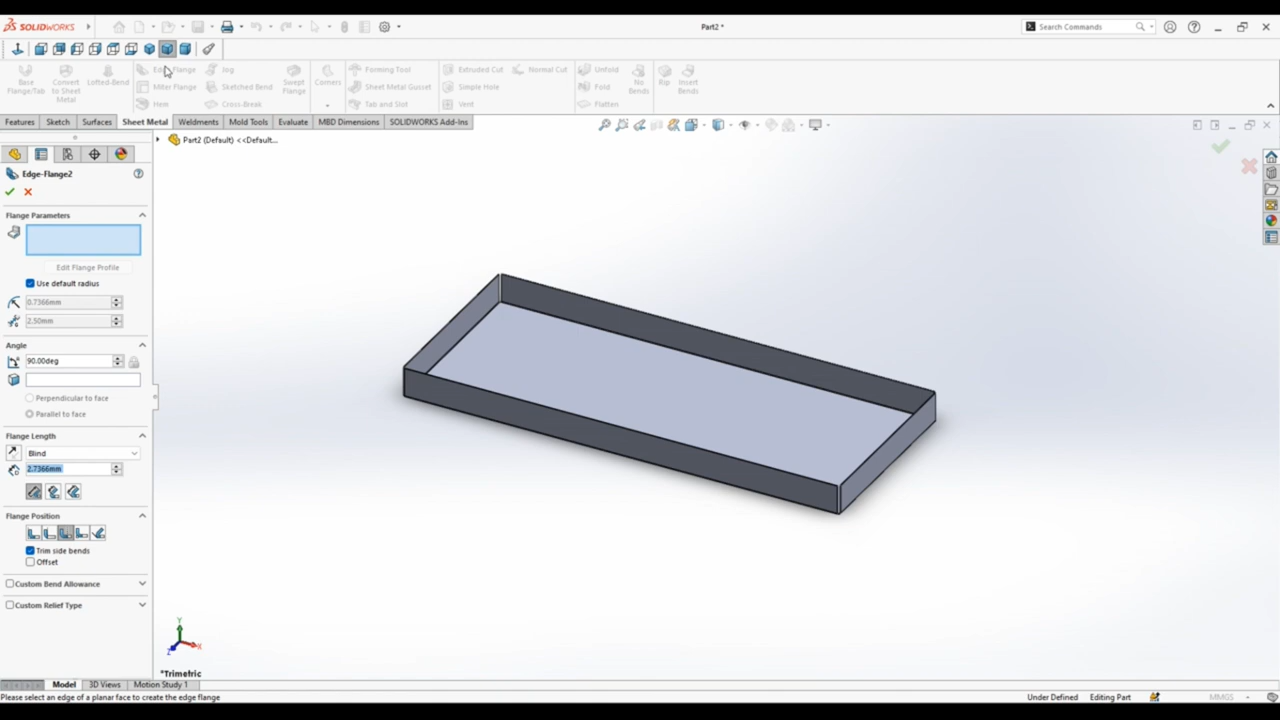 SOLIDWORKS
Part2 *
Search Commands
Base Flange/Tab
Convert to Sheet Metal
Lofted-Bend
Edge Flange
Miter Flange
Hem
Jog
Sketched Bend
Cross-Break
Swept Flange
Corners
Forming Tool
Sheet Metal Gusset
Tab and Slot
Extruded Cut
Simple Hole
Vent
Normal Cut
Unfold
Fold
Flatten
No Bends
Rip
Insert Bends
Features
Sketch
Surfaces
Sheet Metal
Weldments
Mold Tools
Evaluate
MBD Dimensions
SOLIDWORKS Add-Ins
Part2 (Default) <<Default...
Edge-Flange2
Flange Parameters
Edit Flange Profile
Use default radius
0.7366mm
2.50mm
Angle
90.00deg
Perpendicular to face
Parallel to face
Flange Length
Blind
2.7366mm
Flange Position
Trim side bends
Offset
Custom Bend Allowance
Custom Relief Type
Y
X
Z
*Trimetric
Model
3D Views
Motion Study 1
Please select an edge of a planar face to create the edge flange
Under Defined
Editing Part
MMGS